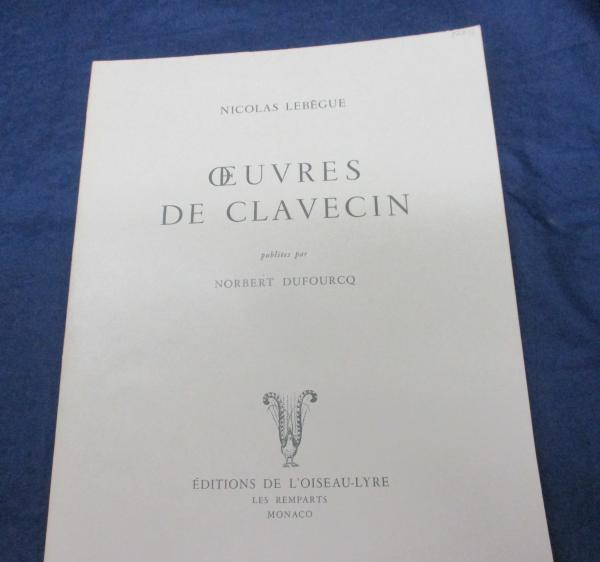 NICOLAS LEBÈGUE
ŒUVRES
DE CLAVECIN
publiées par
NORBERT DUFOURCQ
ÉDITIONS DE L'OISEAU-LYRE
LES REMPARTS
MONACO